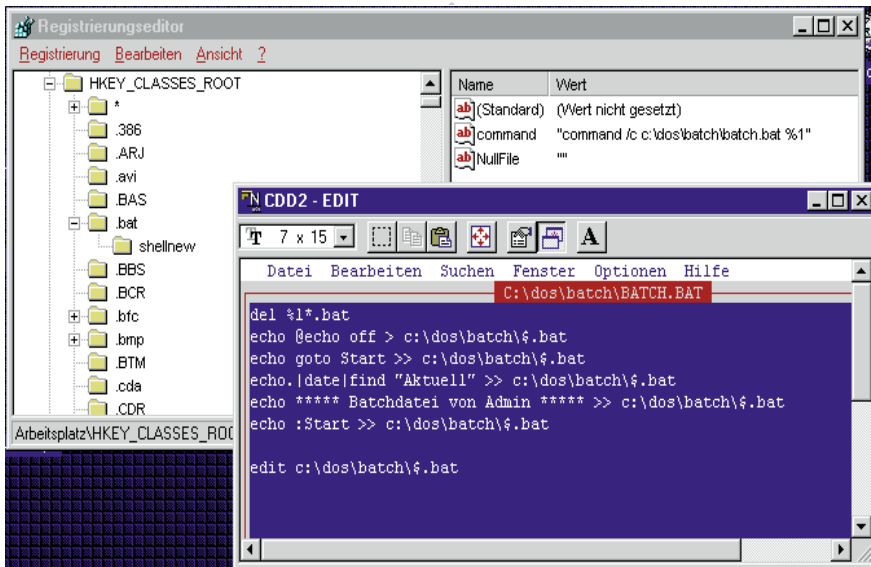 Registrierungseditor
Registrierung Bearbeiten Ansicht ?
HKEY_CLASSES_ROOT
*
.386
.ARJ
.avi
.BAS
.bat
shellnew
.BBS
.BCR
.bfc
.bmp
.BTM
.cda
.CDR
Name Wert
(Standard) (Wert nicht gesetzt)
command "command /c c:\dos\batch\batch.bat %1"
NullFile ""
Arbeitsplatz\HKEY_CLASSES_ROO
CDD2 - EDIT
7 x 15
A
Datei Bearbeiten Suchen Fenster Optionen Hilfe
C:\dos\batch\BATCH.BAT
del %1*.bat
echo @echo off > c:\dos\batch\$.bat
echo goto Start >> c:\dos\batch\$.bat
echo.|date|find "Aktuell" >> c:\dos\batch\$.bat
echo ***** Batchdatei von Admin ***** >> c:\dos\batch\$.bat
echo :Start >> c:\dos\batch\$.bat
edit c:\dos\batch\$.bat